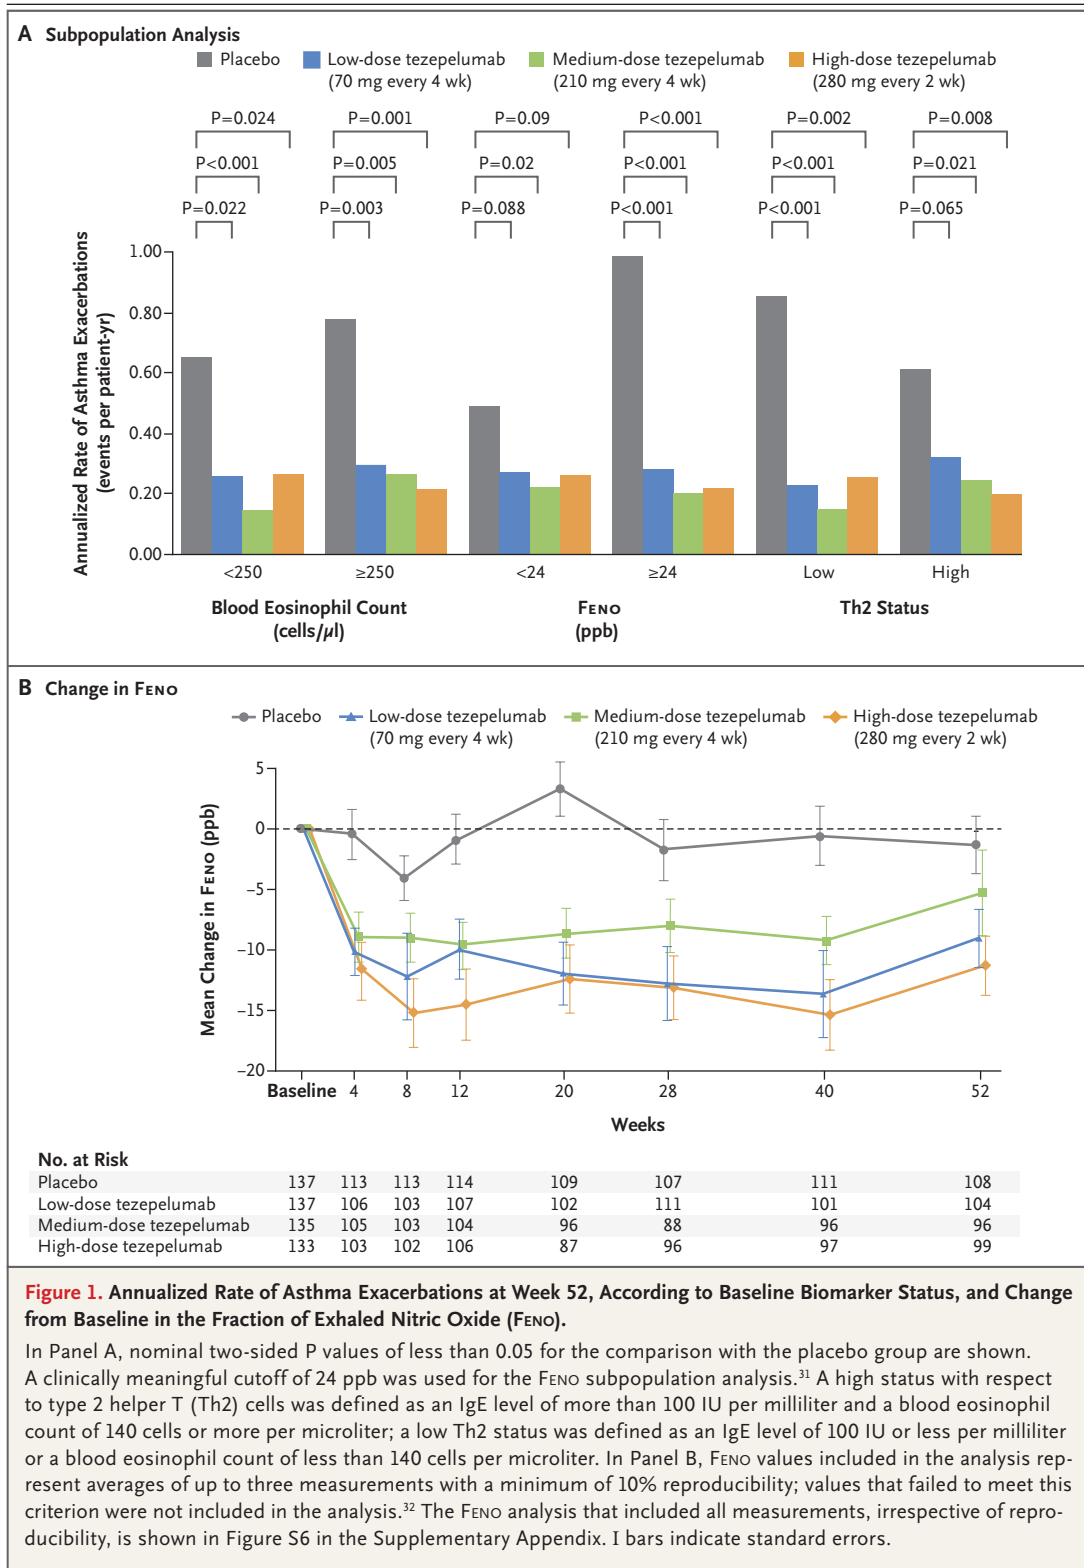 A Subpopulation Analysis
Placebo
Low-dose tezepelumab
(70 mg every 4 wk)
Medium-dose tezepelumab
(210 mg every 4 wk)
High-dose tezepelumab
(280 mg every 2 wk)
P=0.024 P=0.001 P=0.09 P<0.001 P=0.002 P=0.008
P<0.001 P=0.005 P=0.02 P<0.001 P<0.001 P=0.021
P=0.022 P=0.003 P=0.088 P<0.001 P<0.001 P=0.065
Annualized Rate of Asthma Exacerbations
(events per patient-yr)
1.00
0.80
0.60
0.40
0.20
0.00
<250 ≥250 <24 ≥24 Low High
Blood Eosinophil Count
(cells/µl)
FENO
(ppb)
Th2 Status
B Change in FENO
Placebo
Low-dose tezepelumab
(70 mg every 4 wk)
Medium-dose tezepelumab
(210 mg every 4 wk)
High-dose tezepelumab
(280 mg every 2 wk)
Mean Change in FENO (ppb)
5
0
−5
−10
−15
−20
Baseline 4 8 12 20 28 40 52
Weeks
No. at Risk
Placebo 137 113 113 114 109 107 111 108
Low-dose tezepelumab 137 106 103 107 102 111 101 104
Medium-dose tezepelumab 135 105 103 104 96 88 96 96
High-dose tezepelumab 133 103 102 106 87 96 97 99
Figure 1. Annualized Rate of Asthma Exacerbations at Week 52, According to Baseline Biomarker Status, and Change
from Baseline in the Fraction of Exhaled Nitric Oxide (FENO).
In Panel A, nominal two-sided P values of less than 0.05 for the comparison with the placebo group are shown.
A clinically meaningful cutoff of 24 ppb was used for the FENO subpopulation analysis.31 A high status with respect
to type 2 helper T (Th2) cells was defined as an IgE level of more than 100 IU per milliliter and a blood eosinophil
count of 140 cells or more per microliter; a low Th2 status was defined as an IgE level of 100 IU or less per milliliter
or a blood eosinophil count of less than 140 cells per microliter. In Panel B, FENO values included in the analysis rep-
resent averages of up to three measurements with a minimum of 10% reproducibility; values that failed to meet this
criterion were not included in the analysis.32 The FENO analysis that included all measurements, irrespective of repro-
ducibility, is shown in Figure S6 in the Supplementary Appendix. I bars indicate standard errors.